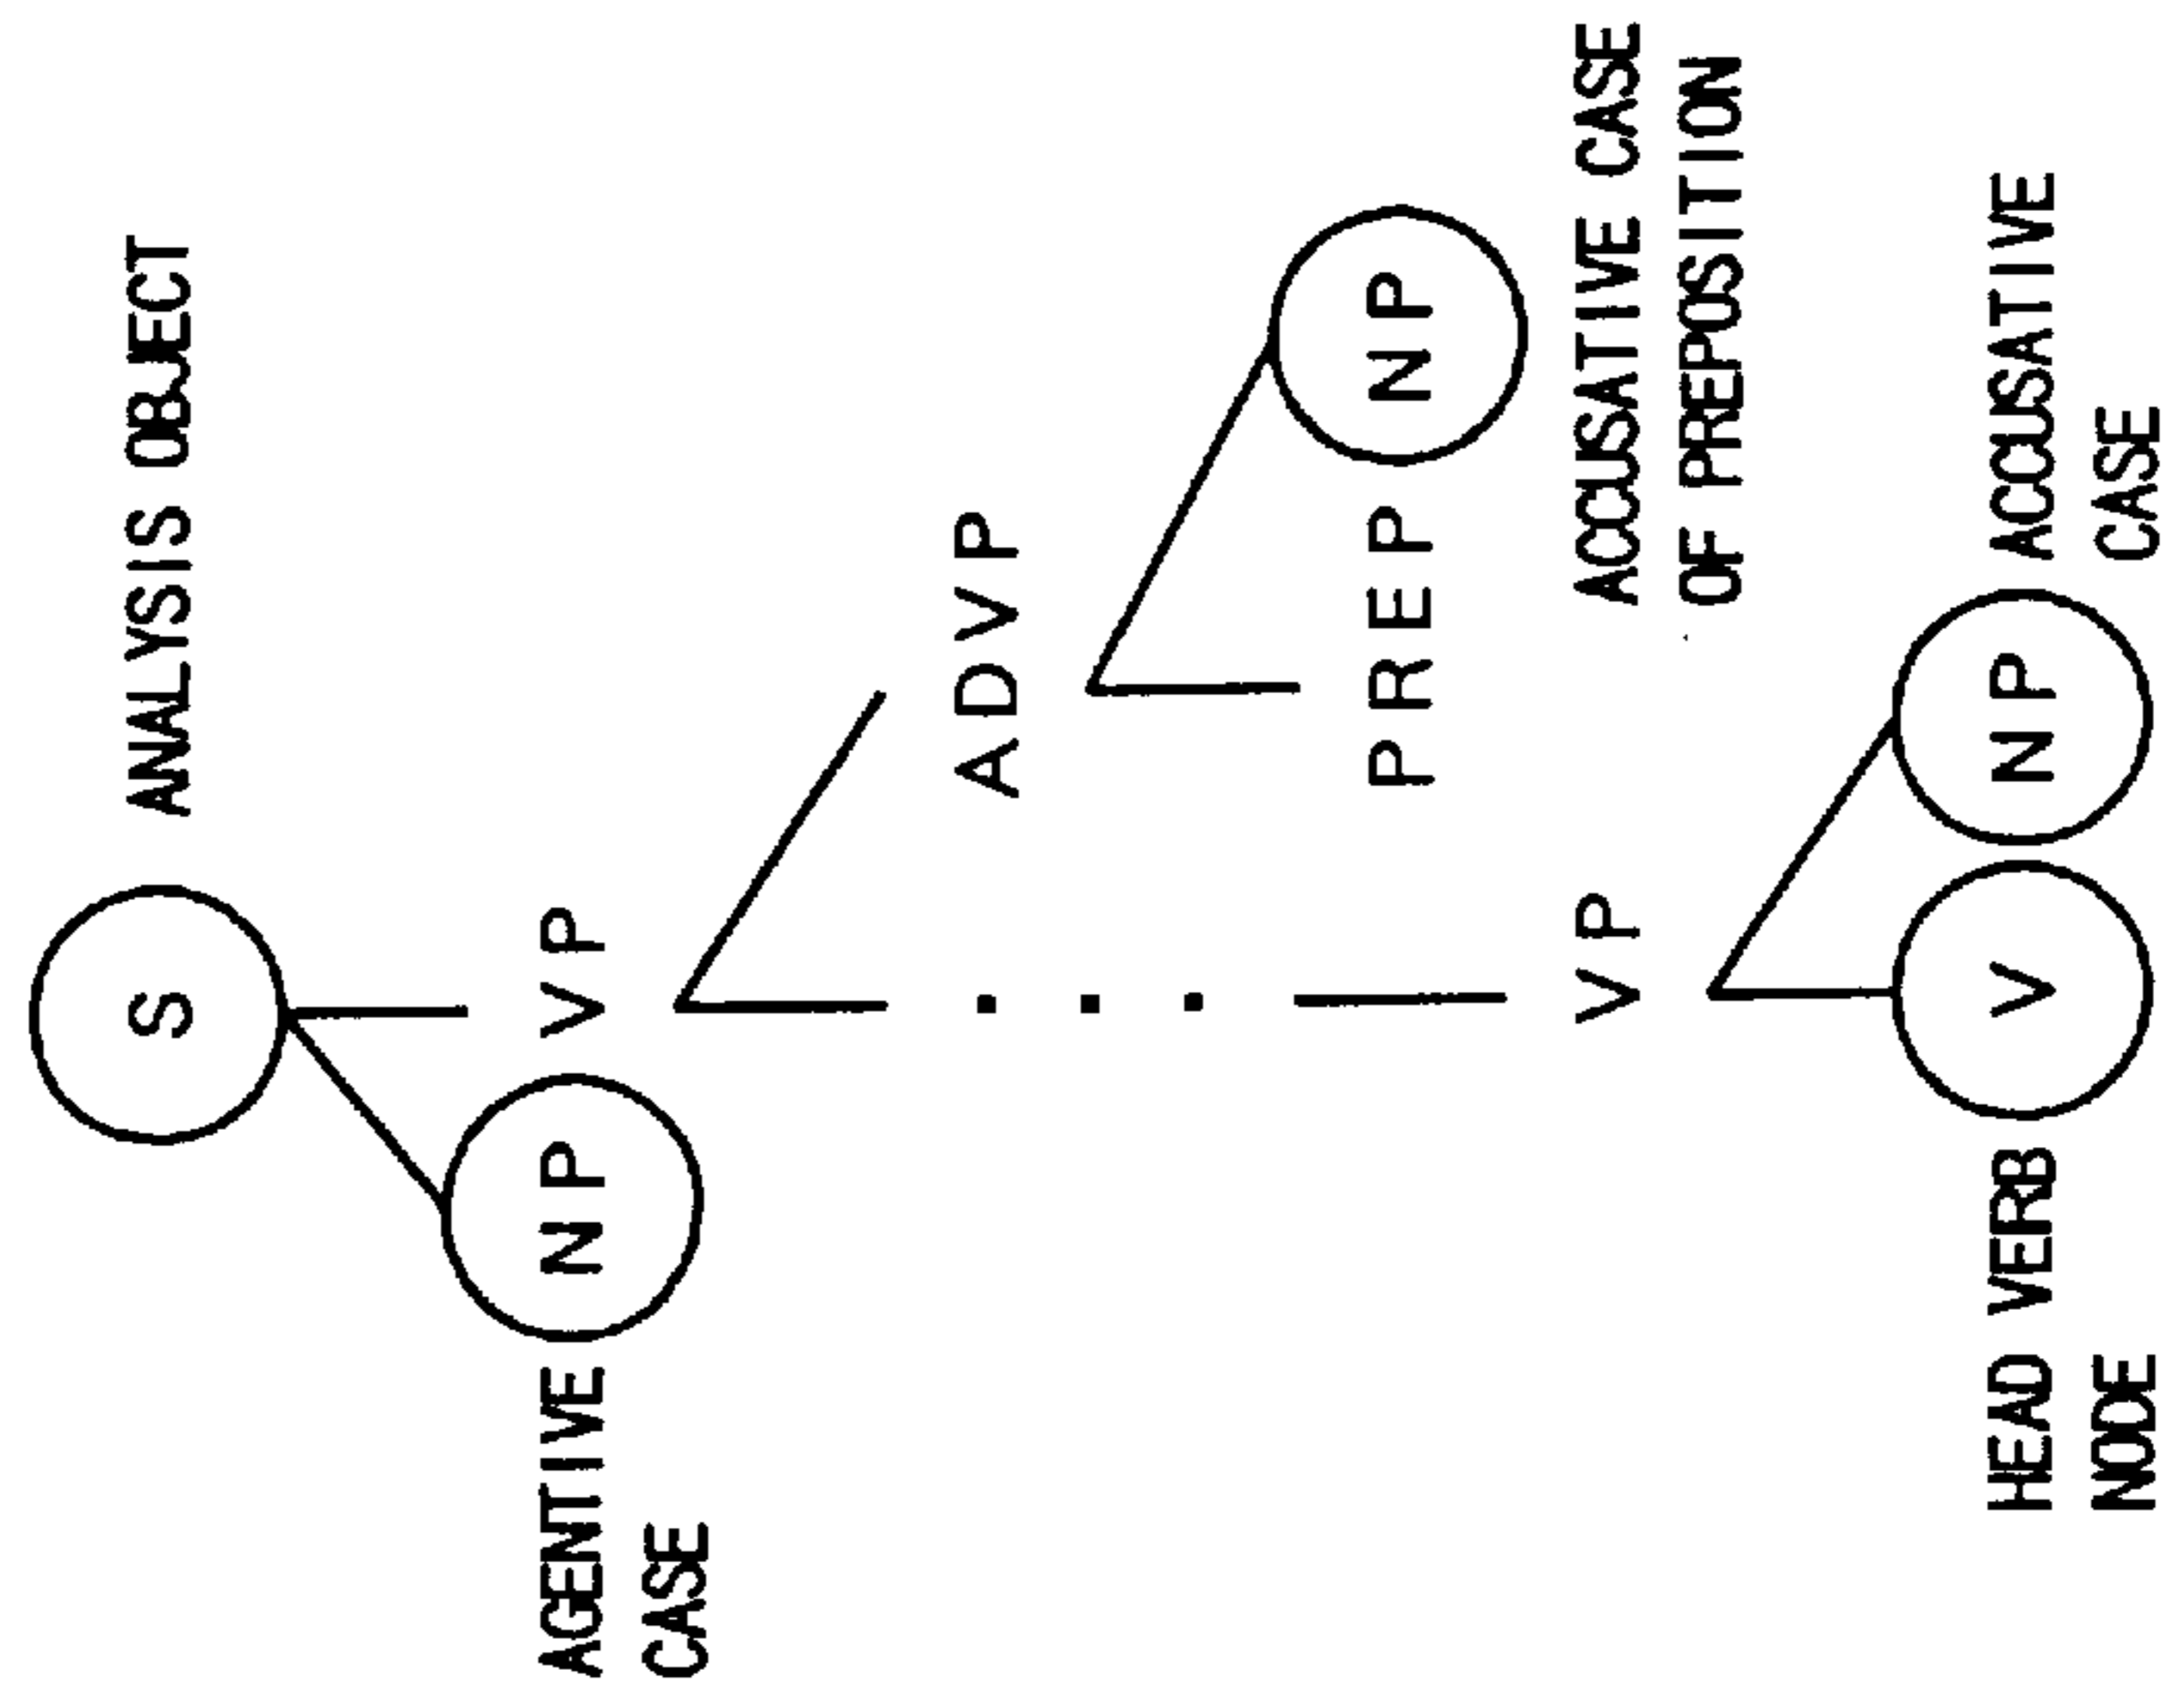 S ANALYSIS OBJECT
AGENTIVE NP VP
CASE
ADVP
PREP NP
VP ACCUSATIVE CASE
OF PREPOSITION
HEAD VERB V NP ACCUSATIVE
NODE CASE